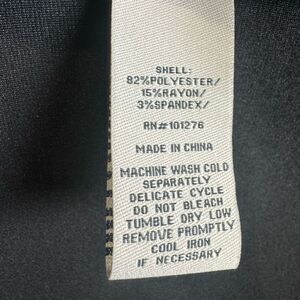 SHELL:
82%POLYESTER/
15%RAYON/
3%SPANDEX/
RN#101276
MADE IN CHINA
MACHINE WASH COLD
SEPARATELY
DELICATE CYCLE
DO NOT BLEACH
TUMBLE DRY LOW
REMOVE PROMPTLY
COOL IRON
IF NECESSARY